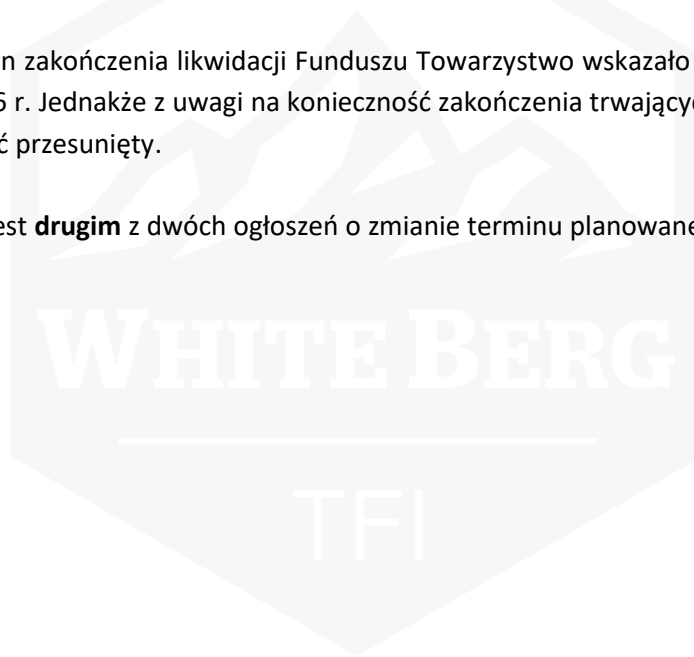 n zakończenia likwidacji Funduszu Towarzystwo wskazało
6 r. Jednakże z uwagi na konieczność zakończenia trwający
ć przesunięty.
est drugim z dwóch ogłoszeń o zmianie terminu planowane
WHITE BERG
TFI